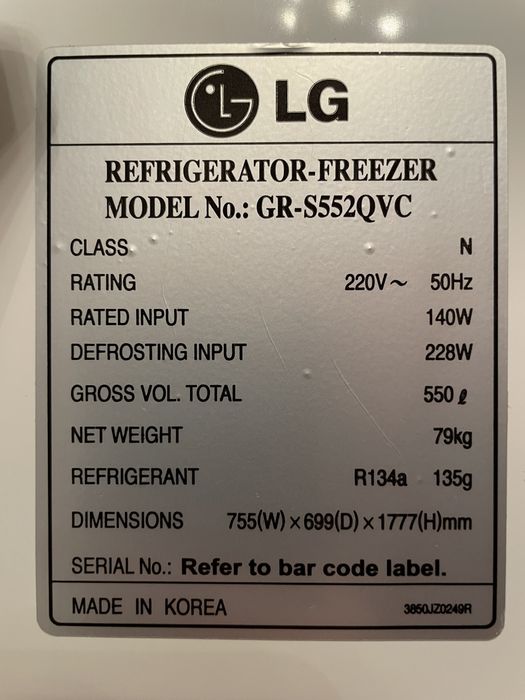 LG
REFRIGERATOR-FREEZER
MODEL No.: GR-S552QVC
CLASS N
RATING 220V～ 50Hz
RATED INPUT 140W
DEFROSTING INPUT 228W
GROSS VOL. TOTAL 550 ℓ
NET WEIGHT 79kg
REFRIGERANT R134a 135g
DIMENSIONS 755(W)×699(D)×1777(H)mm
SERIAL No.: Refer to bar code label.
MADE IN KOREA 3850JZ0249R